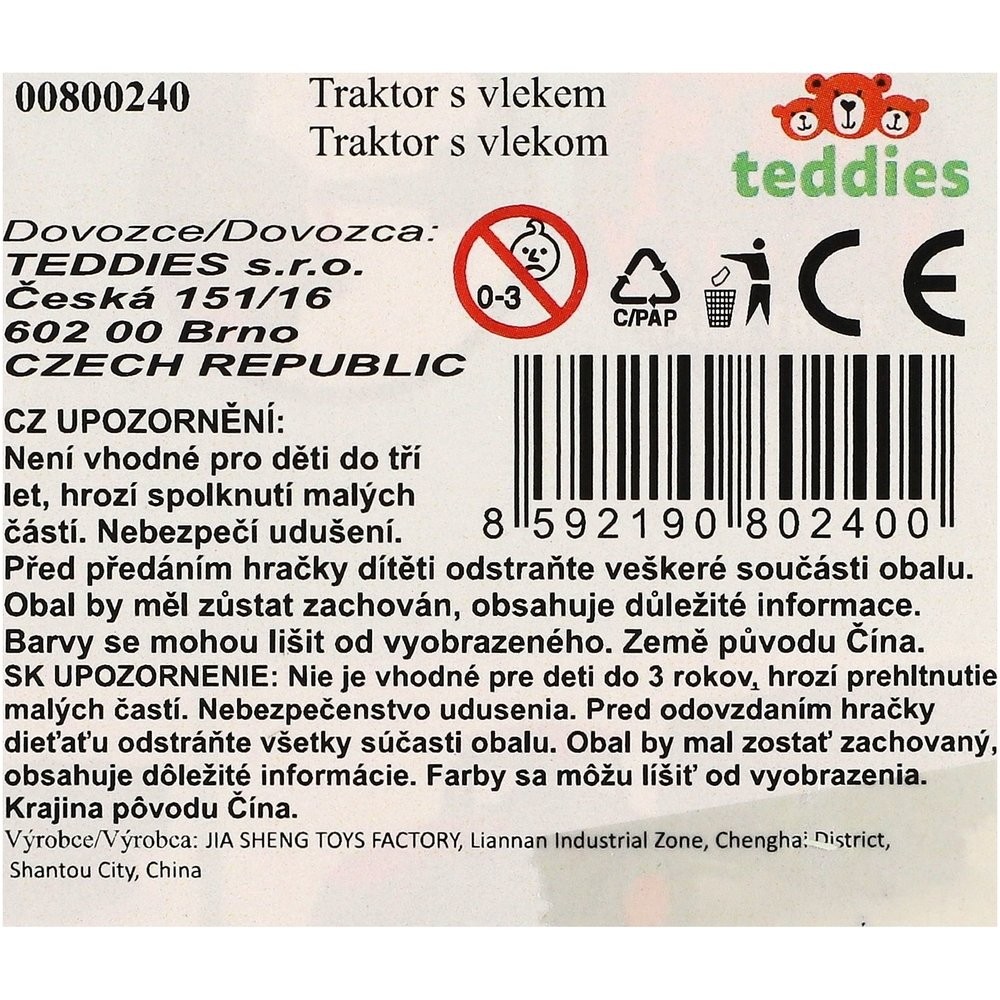 00800240
Traktor s vlekem
Traktor s vlekom
teddies
Dovozce/Dovozca:
TEDDIES s.r.o.
Česká 151/16
602 00 Brno
CZECH REPUBLIC
0-3
C/PAP
CE
CZ UPOZORNĚNÍ:
Není vhodné pro děti do tří
let, hrozí spolknutí malých
částí. Nebezpečí udušení.
8 592190 802400
Před předáním hračky dítěti odstraňte veškeré součásti obalu.
Obal by měl zůstat zachován, obsahuje důležité informace.
Barvy se mohou lišit od vyobrazeného. Země původu Čína.
SK UPOZORNENIE: Nie je vhodné pre deti do 3 rokov, hrozí prehltnutie
malých častí. Nebezpečenstvo udusenia. Pred odovzdaním hračky
dieťaťu odstráňte všetky súčasti obalu. Obal by mal zostať zachovaný,
obsahuje dôležité informácie. Farby sa môžu líšiť od vyobrazenia.
Krajina pôvodu Čína.
Výrobce/Výrobca: JIA SHENG TOYS FACTORY, Liannan Industrial Zone, Chenghai District,
Shantou City, China